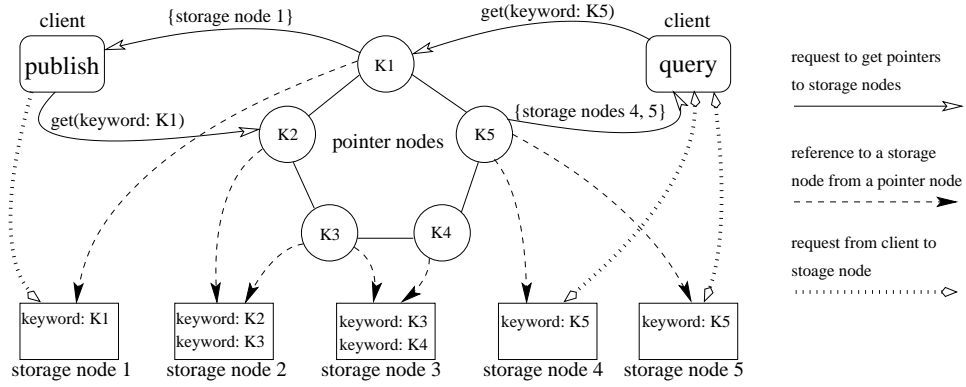 client
{storage node 1}
get(keyword: K5)
client
publish
K1
query
request to get pointers
to storage nodes
get(keyword: K1)
K2
pointer nodes
K5
{storage nodes 4, 5}
reference to a storage
node from a pointer node
K3
K4
request from client to
stoage node
keyword: K1
keyword: K2
keyword: K3
keyword: K3
keyword: K4
keyword: K5
keyword: K5
storage node 1
storage node 2
storage node 3
storage node 4
storage node 5